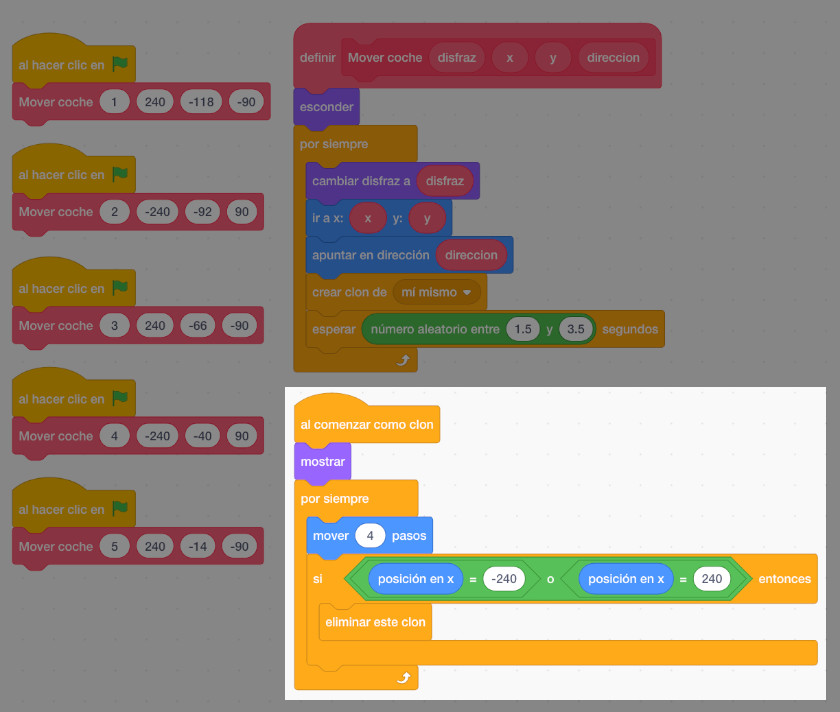 al hacer clic en
Mover coche 1 240 -118 -90
al hacer clic en
Mover coche 2 -240 -92 90
al hacer clic en
Mover coche 3 240 -66 -90
al hacer clic en
Mover coche 4 -240 -40 90
al hacer clic en
Mover coche 5 240 -14 -90
definir Mover coche disfraz x y direccion
esconder
por siempre
cambiar disfraz a disfraz
ir a x: x y: y
apuntar en dirección direccion
crear clon de mí mismo
esperar número aleatorio entre 1.5 y 3.5 segundos
al comenzar como clon
mostrar
por siempre
mover 4 pasos
si posición en x = -240 o posición en x = 240 entonces
eliminar este clon